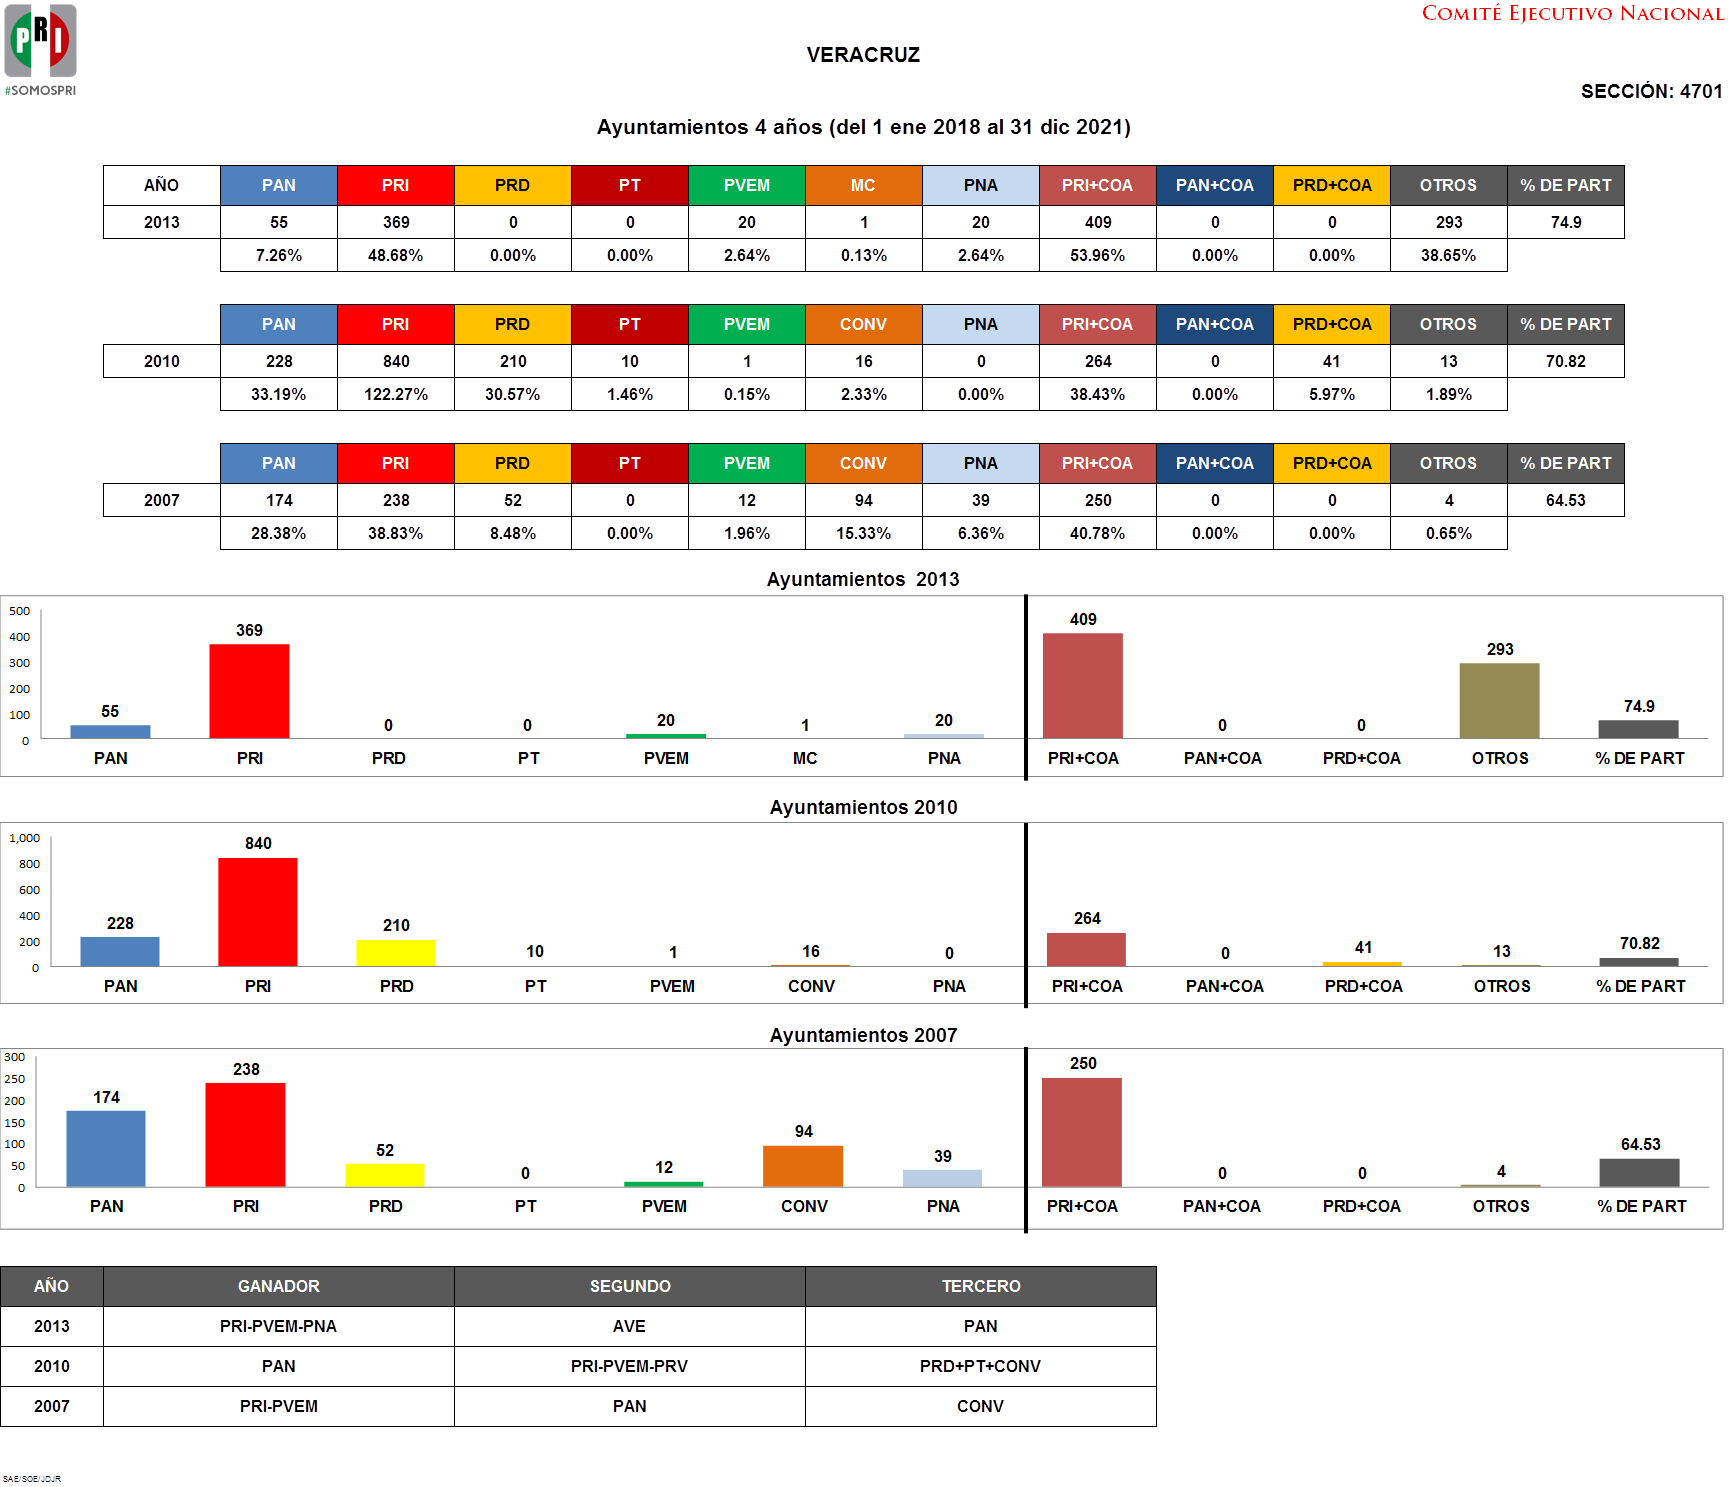 PRI
#SOMOSPRI
COMITÉ EJECUTIVO NACIONAL
VERACRUZ
SECCIÓN: 4701
Ayuntamientos 4 años (del 1 ene 2018 al 31 dic 2021)
AÑO PAN PRI PRD PT PVEM MC PNA PRI+COA PAN+COA PRD+COA OTROS % DE PART
2013 55 369 0 0 20 1 20 409 0 0 293 74.9
7.26% 48.68% 0.00% 0.00% 2.64% 0.13% 2.64% 53.96% 0.00% 0.00% 38.65%
PAN PRI PRD PT PVEM CONV PNA PRI+COA PAN+COA PRD+COA OTROS % DE PART
2010 228 840 210 10 1 16 0 264 0 41 13 70.82
33.19% 122.27% 30.57% 1.46% 0.15% 2.33% 0.00% 38.43% 0.00% 5.97% 1.89%
PAN PRI PRD PT PVEM CONV PNA PRI+COA PAN+COA PRD+COA OTROS % DE PART
2007 174 238 52 0 12 94 39 250 0 0 4 64.53
28.38% 38.83% 8.48% 0.00% 1.96% 15.33% 6.36% 40.78% 0.00% 0.00% 0.65%
Ayuntamientos 2013
500
400
300
200
100
0
55 369 0 0 20 1 20 409 0 0 293 74.9
PAN PRI PRD PT PVEM MC PNA PRI+COA PAN+COA PRD+COA OTROS % DE PART
Ayuntamientos 2010
1,000
800
600
400
200
0
228 840 210 10 1 16 0 264 0 41 13 70.82
PAN PRI PRD PT PVEM CONV PNA PRI+COA PAN+COA PRD+COA OTROS % DE PART
Ayuntamientos 2007
300
250
200
150
100
50
0
174 238 52 0 12 94 39 250 0 0 4 64.53
PAN PRI PRD PT PVEM CONV PNA PRI+COA PAN+COA PRD+COA OTROS % DE PART
AÑO GANADOR SEGUNDO TERCERO
2013 PRI-PVEM-PNA AVE PAN
2010 PAN PRI-PVEM-PRV PRD+PT+CONV
2007 PRI-PVEM PAN CONV
SAE/SOE/JDJR